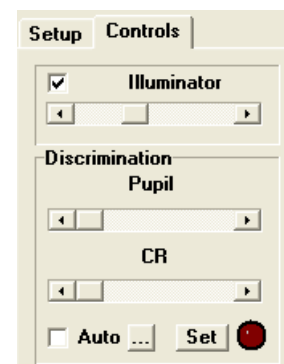 Setup Controls
Illuminator
Discrimination
Pupil
CR
Auto ... Set